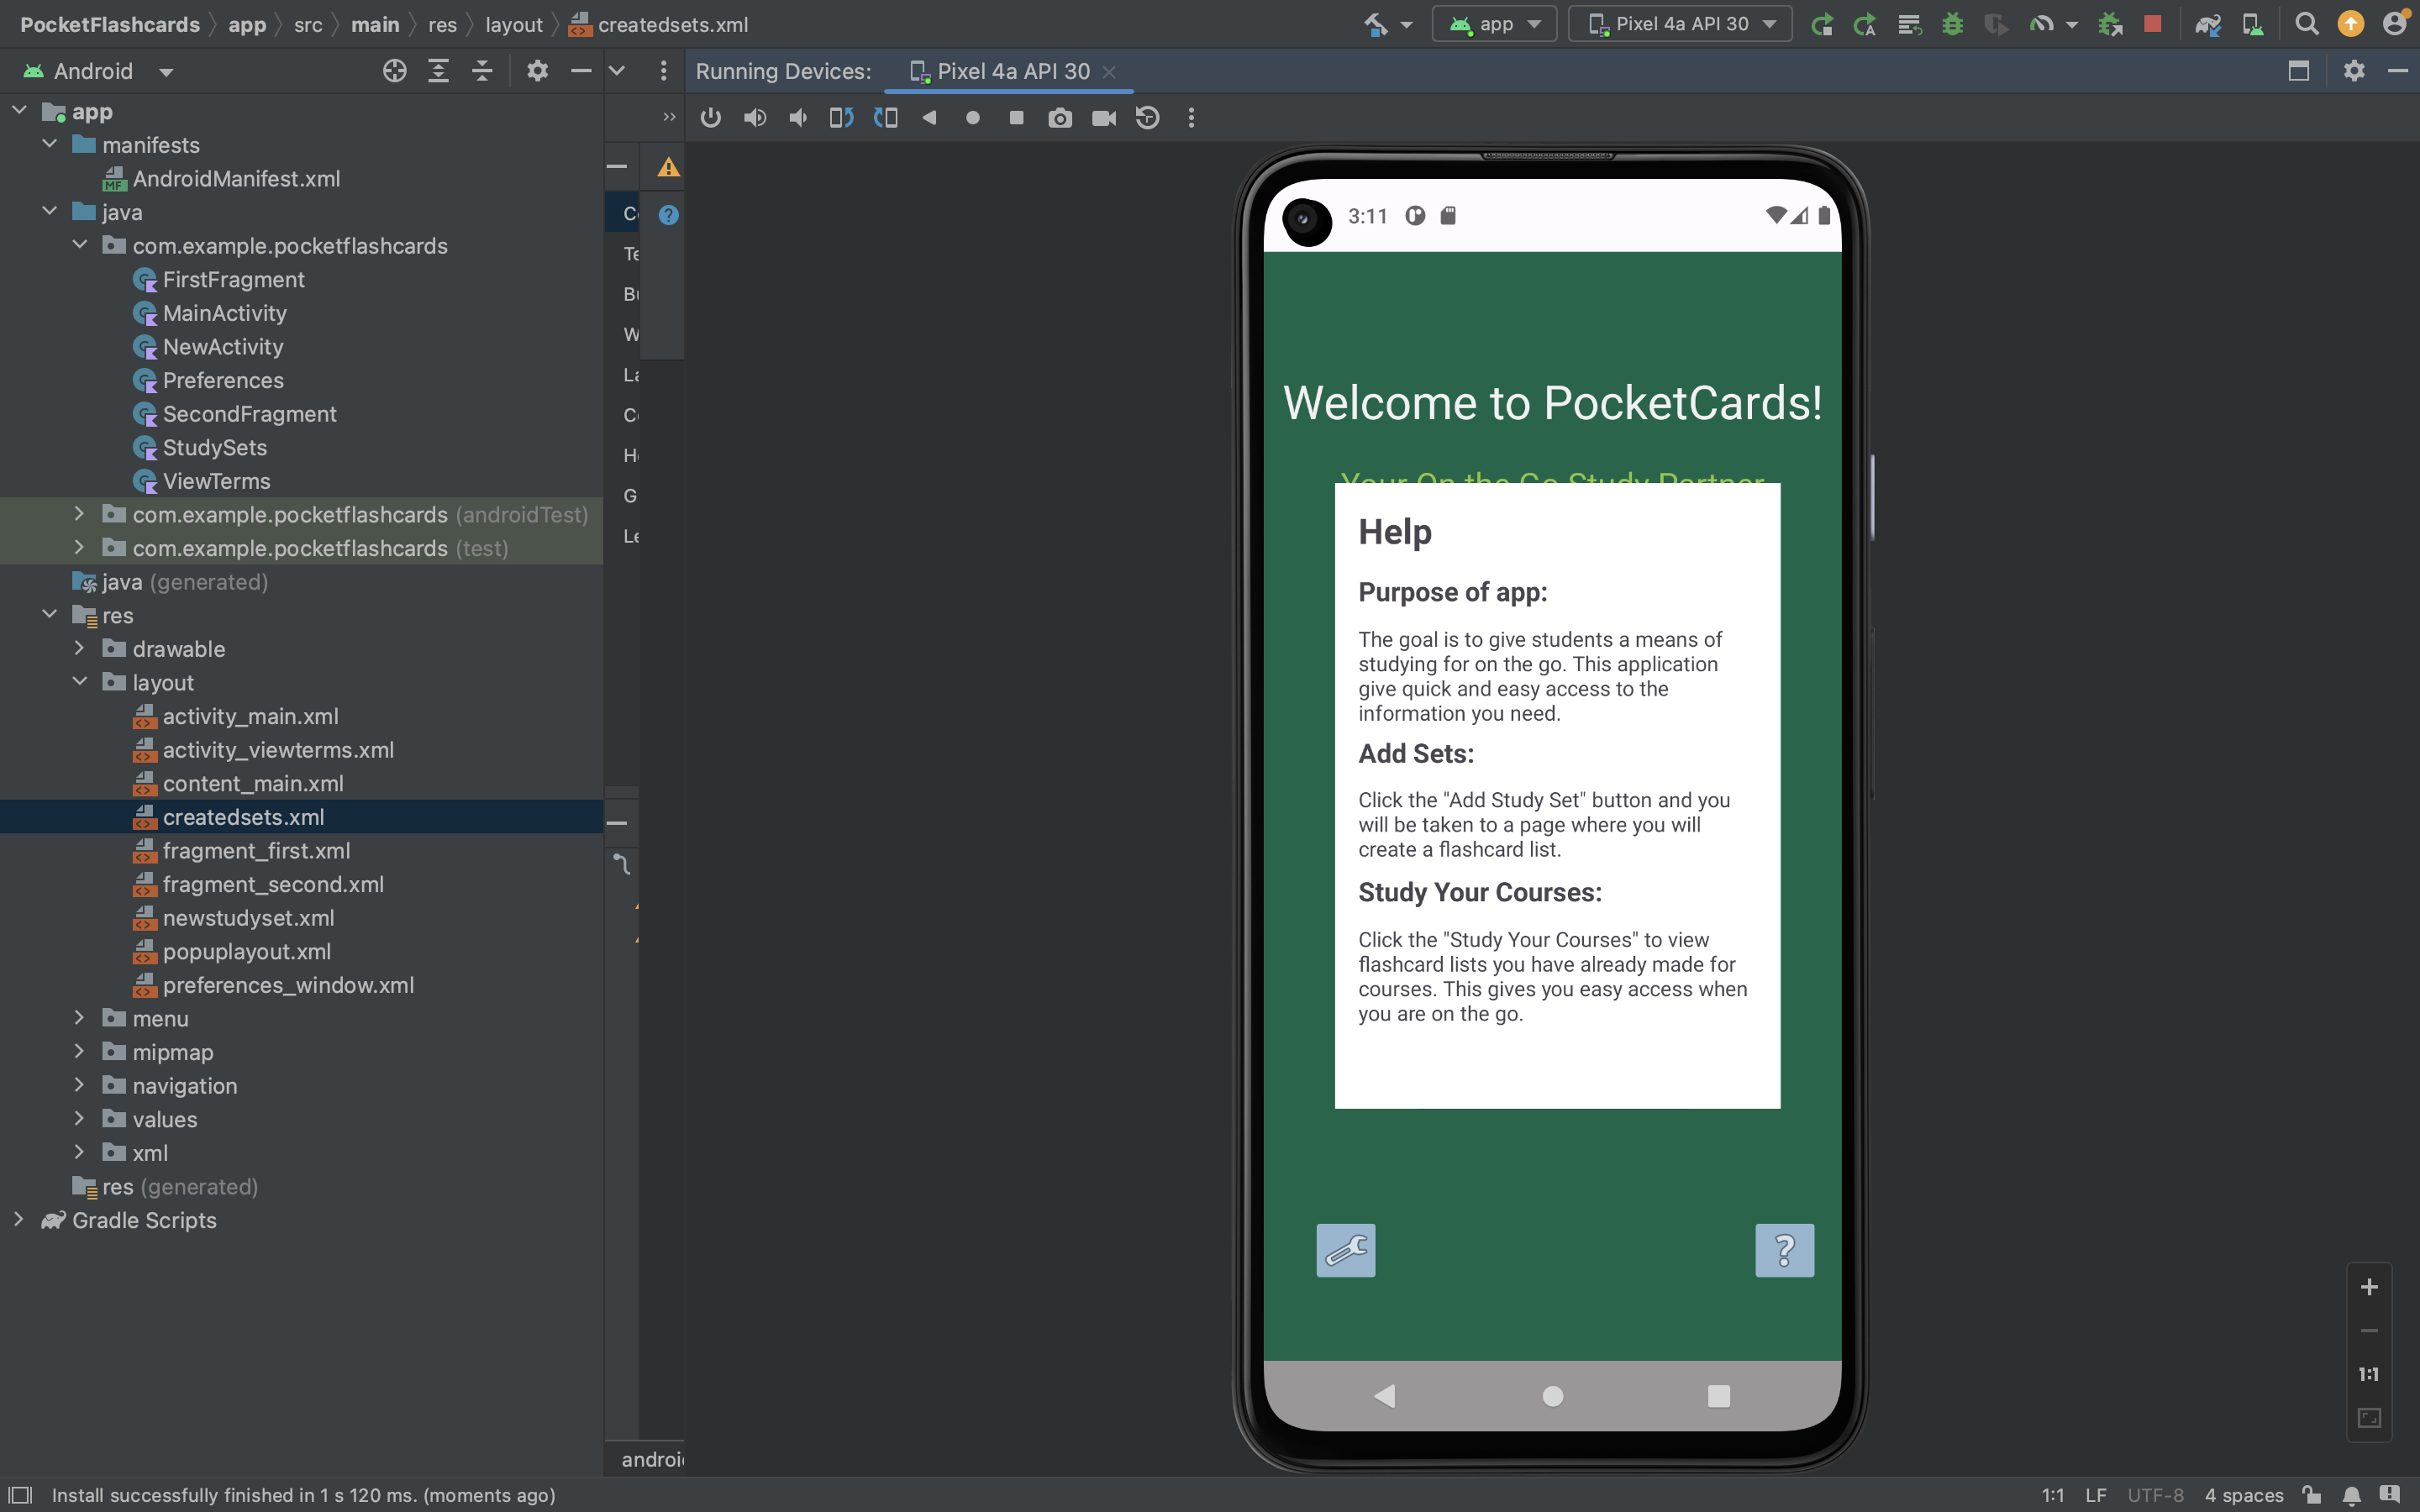 PocketFlashcards app src main res layout createdsets.xml
app
Pixel 4a API 30
Android
Running Devices:
Pixel 4a API 30
app
manifests
AndroidManifest.xml
java
com.example.pocketflashcards
FirstFragment
MainActivity
NewActivity
Preferences
SecondFragment
StudySets
ViewTerms
com.example.pocketflashcards (androidTest)
com.example.pocketflashcards (test)
java (generated)
res
drawable
layout
activity_main.xml
activity_viewterms.xml
content_main.xml
createdsets.xml
fragment_first.xml
fragment_second.xml
newstudyset.xml
popuplayout.xml
preferences_window.xml
menu
mipmap
navigation
values
xml
res (generated)
Gradle Scripts
3:11
Welcome to PocketCards!
Your On the Go Study Partner
Help
Purpose of app:
The goal is to give students a means of
studying for on the go. This application
give quick and easy access to the
information you need.
Add Sets:
Click the "Add Study Set" button and you
will be taken to a page where you will
create a flashcard list.
Study Your Courses:
Click the "Study Your Courses" to view
flashcard lists you have already made for
courses. This gives you easy access when
you are on the go.
?
1:1
Install successfully finished in 1 s 120 ms. (moments ago)
1:1 LF UTF-8 4 spaces